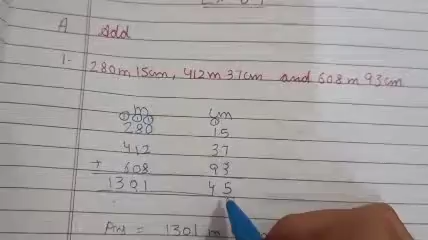 A Add
1- 280m 15cm, 412m 37cm and 608m 93cm
m cm
280 15
412 37
+ 608 93
1301 45
Ans = 1301 m